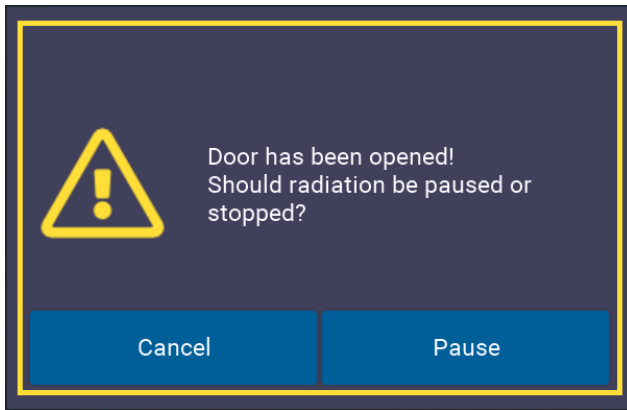 Door has been opened!
Should radiation be paused or
stopped?
Cancel
Pause